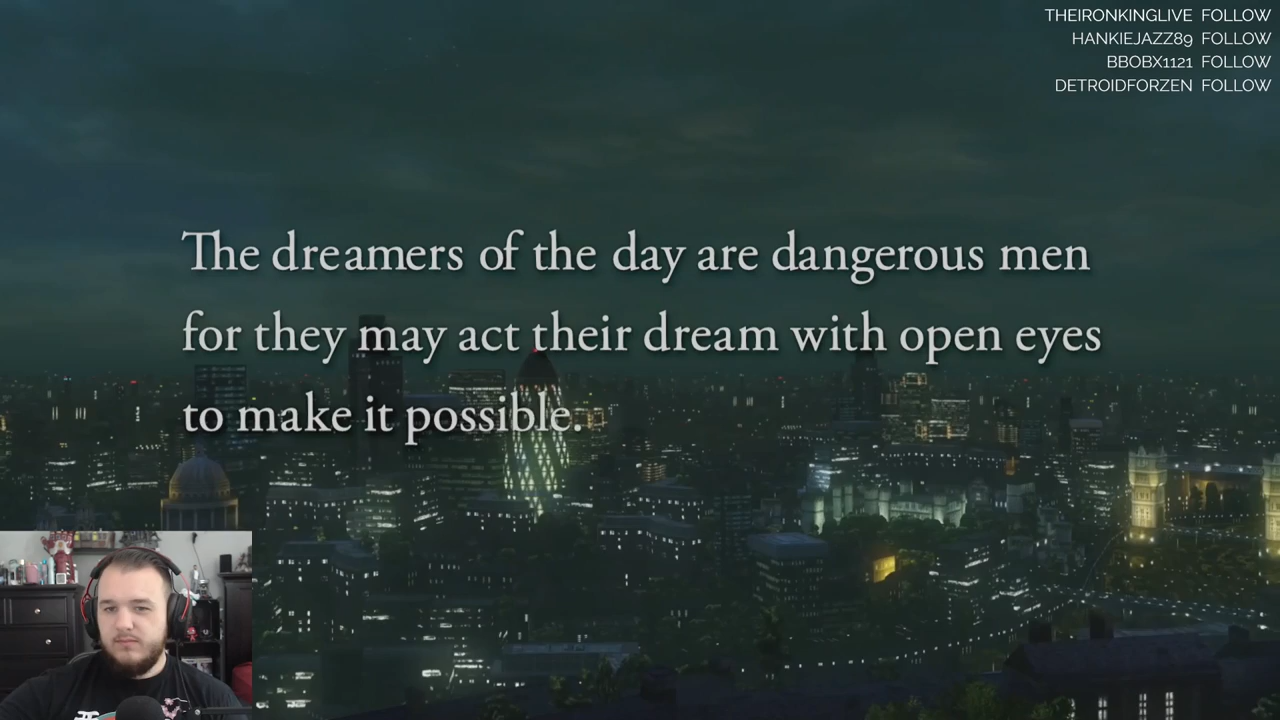 THEIRONKINGLIVE FOLLOW
HANKIEJAZZ89 FOLLOW
BBOBX1121 FOLLOW
DETROIDFORZEN FOLLOW
The dreamers of the day are dangerous men
for they may act their dream with open eyes
to make it possible.